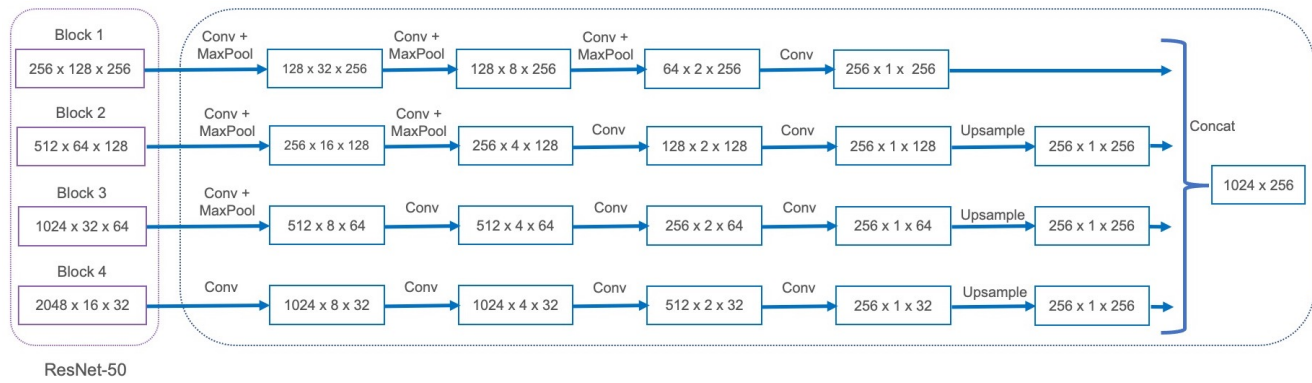 Block 1
Conv +
MaxPool
Conv +
MaxPool
Conv +
MaxPool
Conv
256 x 128 x 256
128 x 32 x 256
128 x 8 x 256
64 x 2 x 256
256 x 1 x 256
Block 2
Conv +
MaxPool
Conv +
MaxPool
Conv
Conv
Upsample
Concat
512 x 64 x 128
256 x 16 x 128
256 x 4 x 128
128 x 2 x 128
256 x 1 x 128
256 x 1 x 256
1024 x 256
Block 3
Conv +
MaxPool
Conv
Conv
Conv
Upsample
1024 x 32 x 64
512 x 8 x 64
512 x 4 x 64
256 x 2 x 64
256 x 1 x 64
256 x 1 x 256
Block 4
Conv
Conv
Conv
Conv
Upsample
2048 x 16 x 32
1024 x 8 x 32
1024 x 4 x 32
512 x 2 x 32
256 x 1 x 32
256 x 1 x 256
ResNet-50